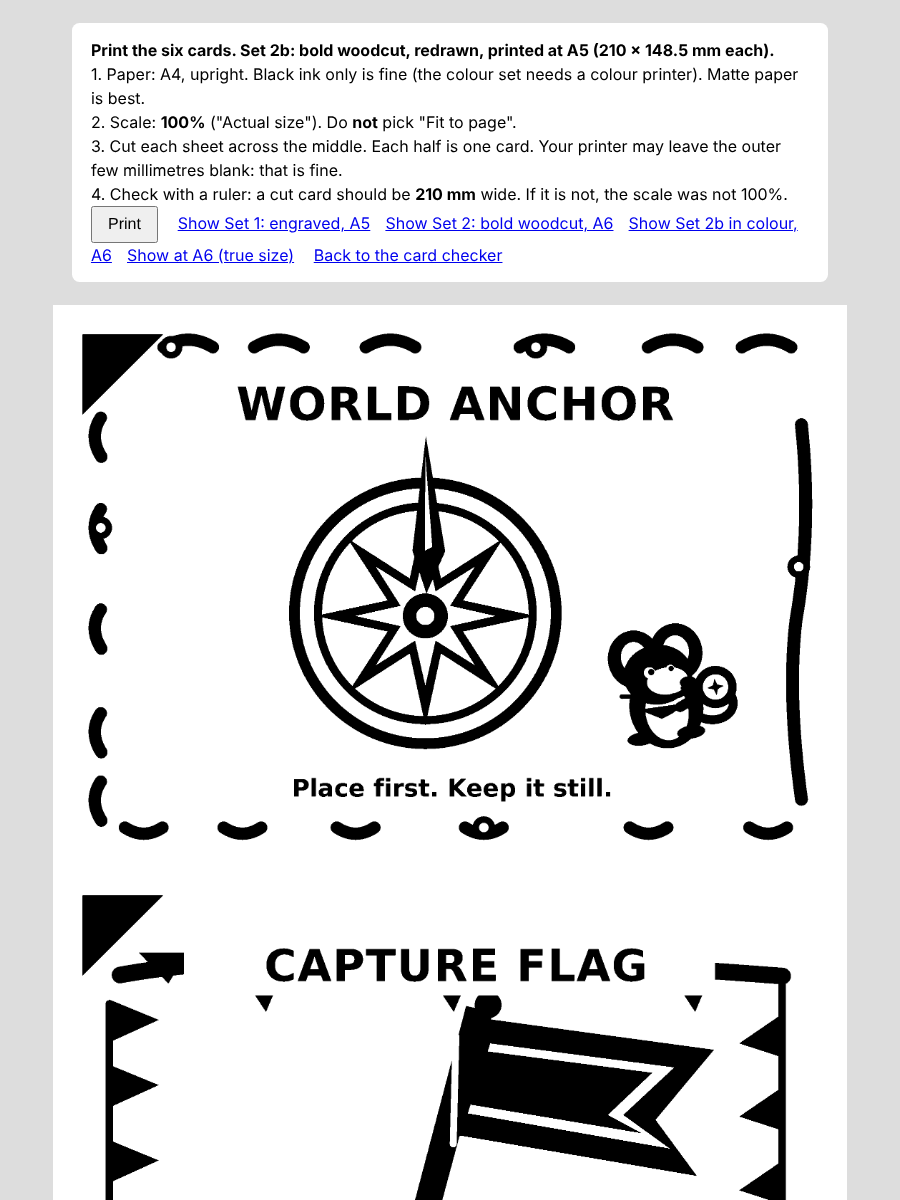 Print the six cards. Set 2b: bold woodcut, redrawn, printed at A5 (210 × 148.5 mm each).
1. Paper: A4, upright. Black ink only is fine (the colour set needs a colour printer). Matte paper
is best.
2. Scale: 100% ("Actual size"). Do not pick "Fit to page".
3. Cut each sheet across the middle. Each half is one card. Your printer may leave the outer
few millimetres blank: that is fine.
4. Check with a ruler: a cut card should be 210 mm wide. If it is not, the scale was not 100%.
Print Show Set 1: engraved, A5 Show Set 2: bold woodcut, A6 Show Set 2b in colour,
A6 Show at A6 (true size) Back to the card checker
WORLD ANCHOR
Place first. Keep it still.
CAPTURE FLAG